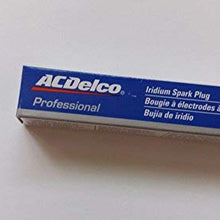 ACDelco®
Professional
Iridium Spark Plug
Bougie à électrodes à
Bujía de iridio